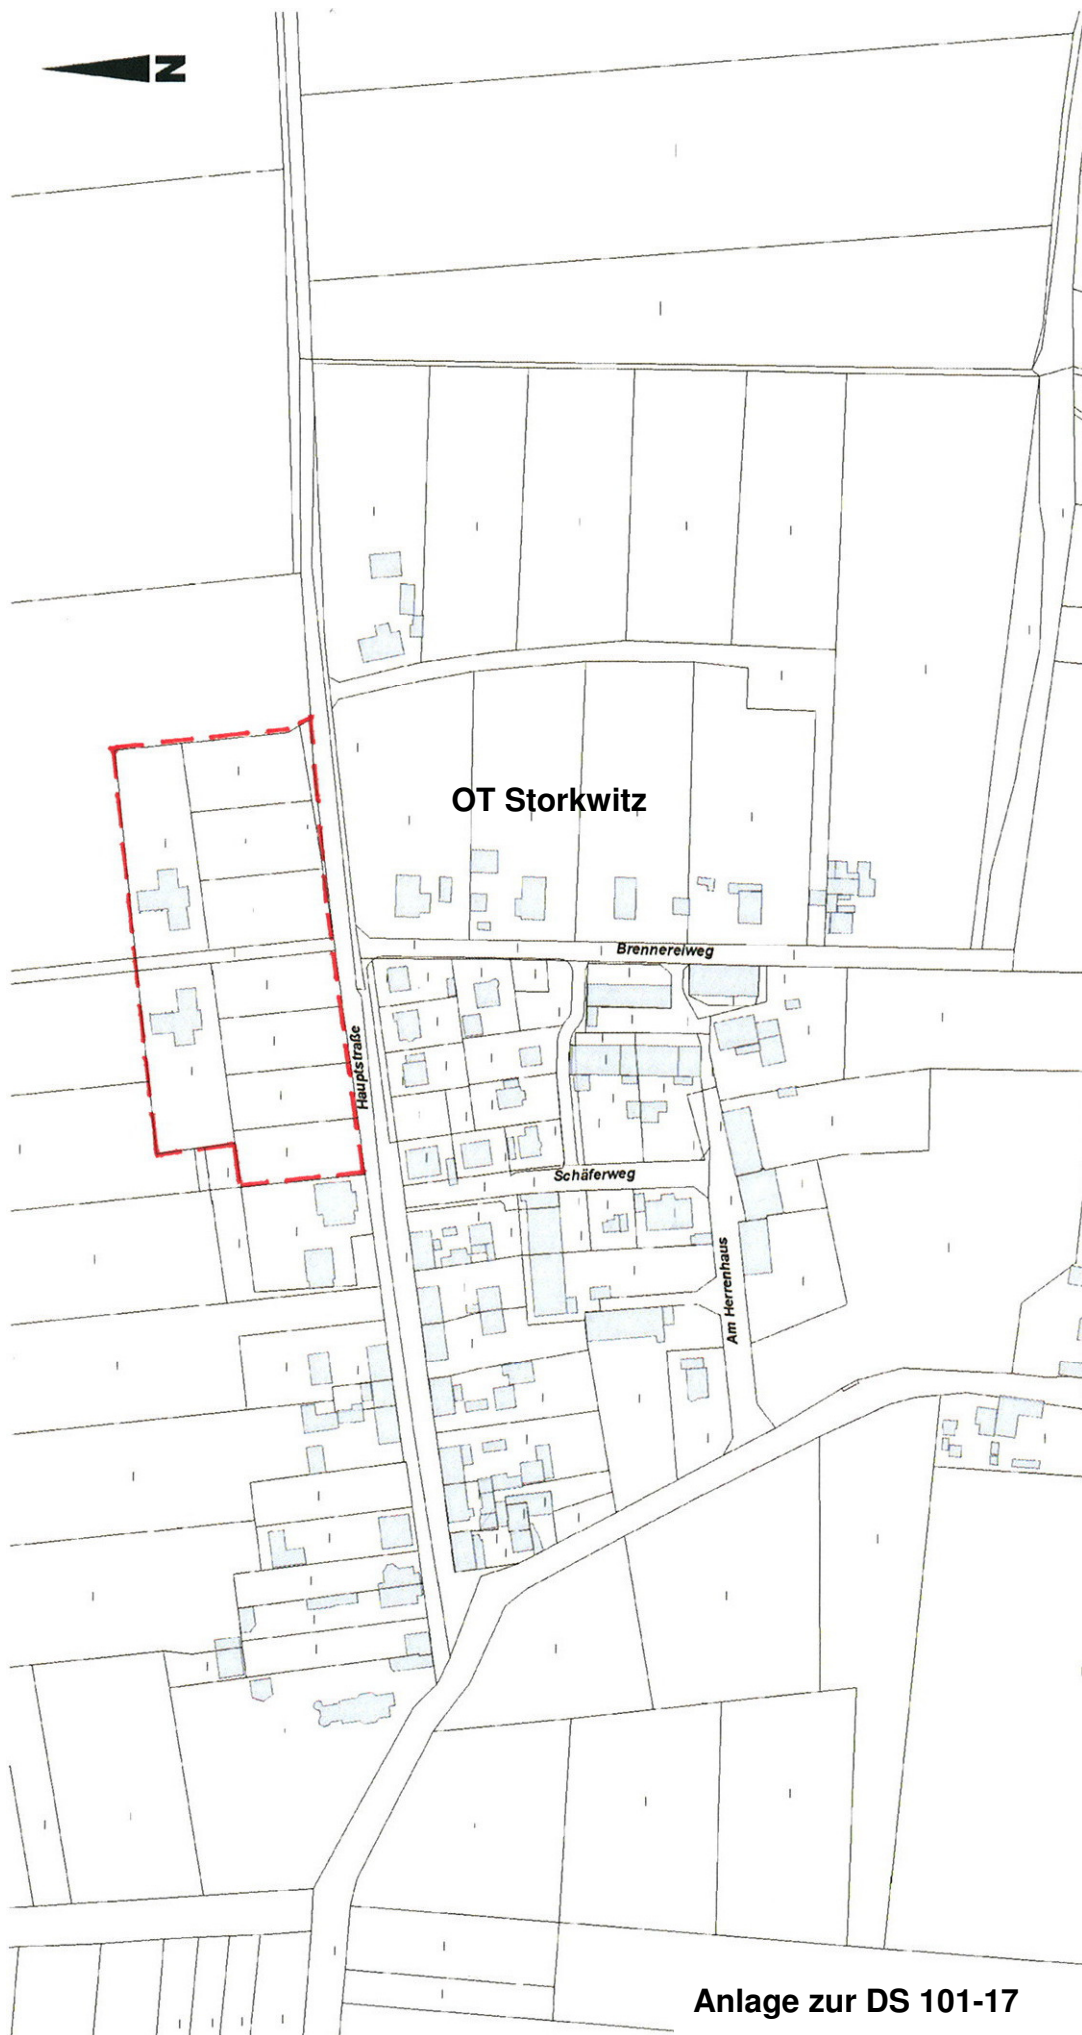 N
OT Storkwitz
Brennereiweg
Hauptstraße
Schäferweg
Am Herrenhaus
Anlage zur DS 101-17